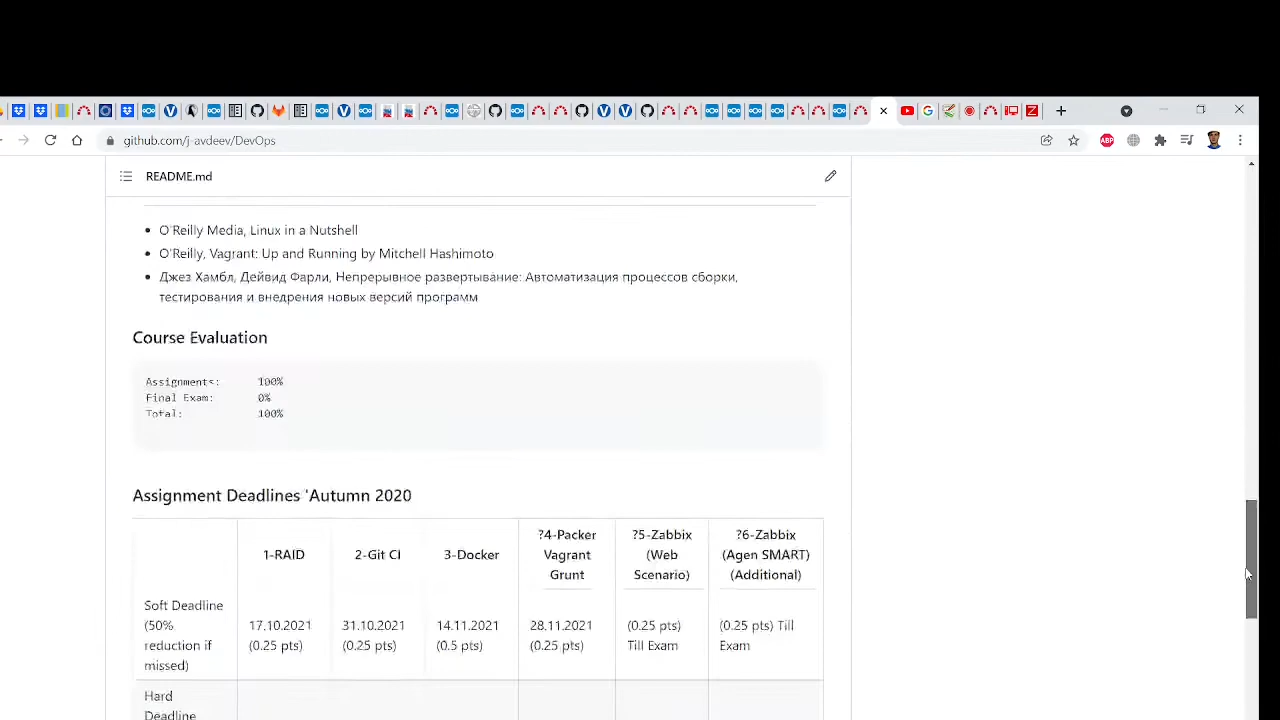 github.com/j-avdeev/DevOps
README.md
O'Reilly Media, Linux in a Nutshell
O'Reilly, Vagrant: Up and Running by Mitchell Hashimoto
Джез Хамбл, Дейвид Фарли, Непрерывное развертывание: Автоматизация процессов сборки,
тестирования и внедрения новых версий программ
Course Evaluation
Assignment<: 100%
Final Exam: 0%
Total: 100%
Assignment Deadlines 'Autumn 2020
1-RAID
2-Git CI
3-Docker
?4-Packer
Vagrant
Grunt
?5-Zabbix
(Web
Scenario)
?6-Zabbix
(Agen SMART)
(Additional)
Soft Deadline
(50%
reduction if
missed)
17.10.2021
(0.25 pts)
31.10.2021
(0.25 pts)
14.11.2021
(0.5 pts)
28.11.2021
(0.25 pts)
(0.25 pts)
Till Exam
(0.25 pts) Till
Exam
Hard
Deadline